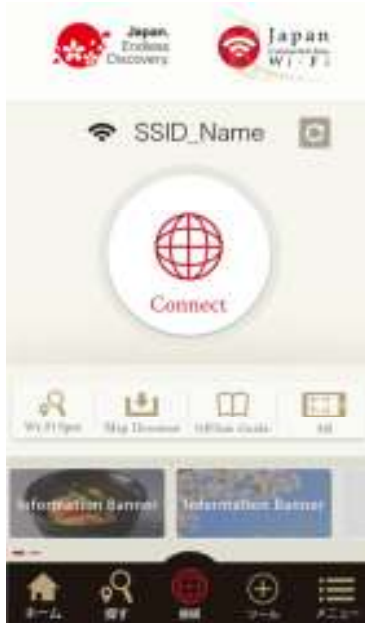 Japan.
Endless
Discovery.
Japan
Wi-Fi
SSID_Name
Connect
Wi-Fi Spot
Map Download
Offline Guide
Information Banner
Information Banner
ホーム
探す
接続
ツール
メニュー